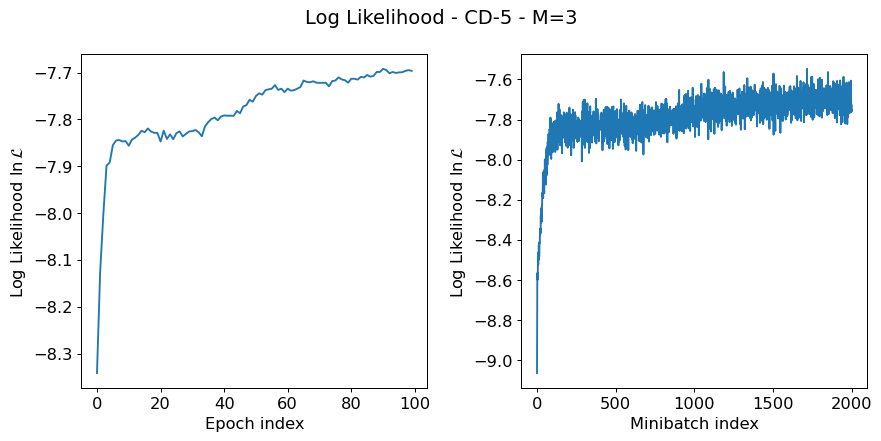 Log Likelihood - CD-5 - M=3
Log Likelihood ln ℒ
−7.7
−7.8
−7.9
−8.0
−8.1
−8.2
−8.3
0 20 40 60 80 100
Epoch index
Log Likelihood ln ℒ
−7.6
−7.8
−8.0
−8.2
−8.4
−8.6
−8.8
−9.0
0 500 1000 1500 2000
Minibatch index